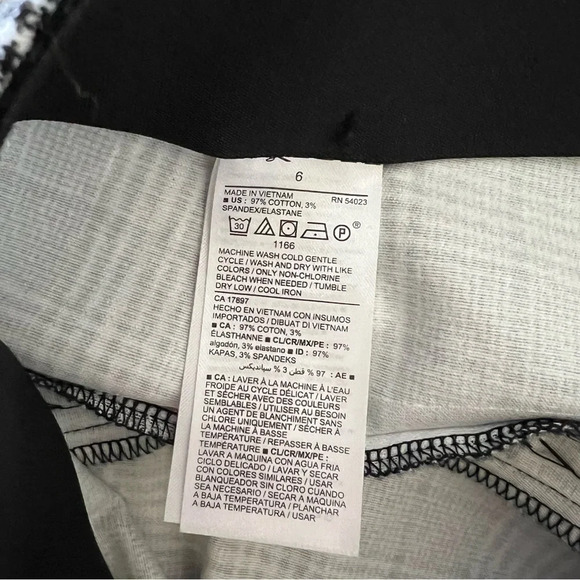 6
MADE IN VIETNAM RN 54023
■ US : 97% COTTON, 3%
SPANDEX/ELASTANE
30 P ®
1166
MACHINE WASH COLD GENTLE
CYCLE / WASH AND DRY WITH LIKE
COLORS / ONLY NON-CHLORINE
BLEACH WHEN NEEDED / TUMBLE
DRY LOW / COOL IRON
CA 17897
HECHO EN VIETNAM CON INSUMOS
IMPORTADOS / DIBUAT DI VIETNAM
■ CA : 97% COTON, 3%
ÉLASTHANNE ■ CL/CR/MX/PE : 97%
algodón, 3% elastano ■ ID : 97%
KAPAS, 3% SPANDEKS
■ AE : 97 % قطن 3 % سپانديكس
■ CA : LAVER À LA MACHINE À L'EAU
FROIDE AU CYCLE DÉLICAT / LAVER
ET SÉCHER AVEC DES COULEURS
SEMBLABLES / UTILISER AU BESOIN
UN AGENT DE BLANCHIMENT SANS
CHLORE UNIQUEMENT / SÉCHER À
LA MACHINE À BASSE
TEMPÉRATURE / REPASSER À BASSE
TEMPÉRATURE ■ CL/CR/MX/PE :
LAVAR A MAQUINA CON AGUA FRIA
CICLO DELICADO / LAVAR Y SECAR
CON COLORES SIMILARES / USAR
BLANQUEADOR SIN CLORO CUANDO
SEA NECESARIO / SECAR A MAQUINA
A BAJA TEMPERATURA / PLANCHAR
A BAJA TEMPERATURA / USAR